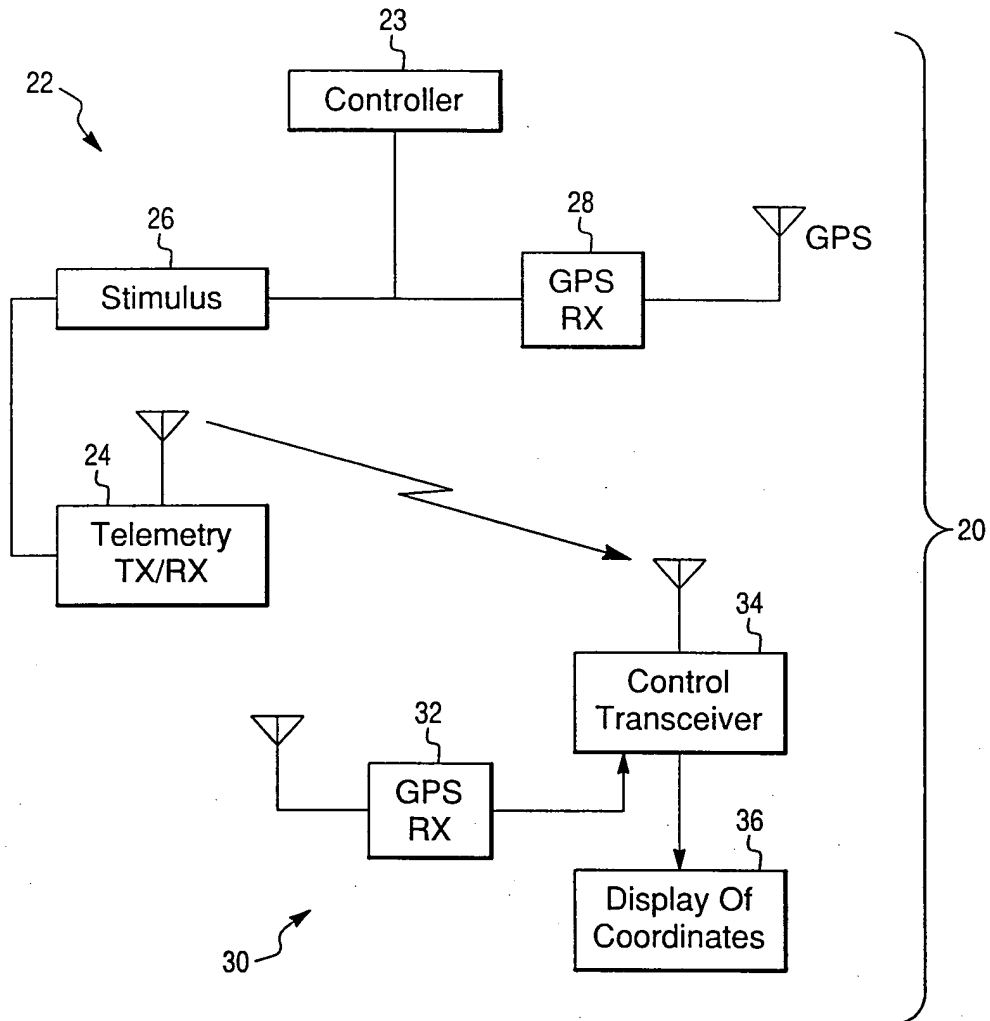 23
Controller
22
26
Stimulus
28
GPS
RX
GPS
24
Telemetry
TX/RX
20
34
Control
Transceiver
32
GPS
RX
36
Display Of
Coordinates
30